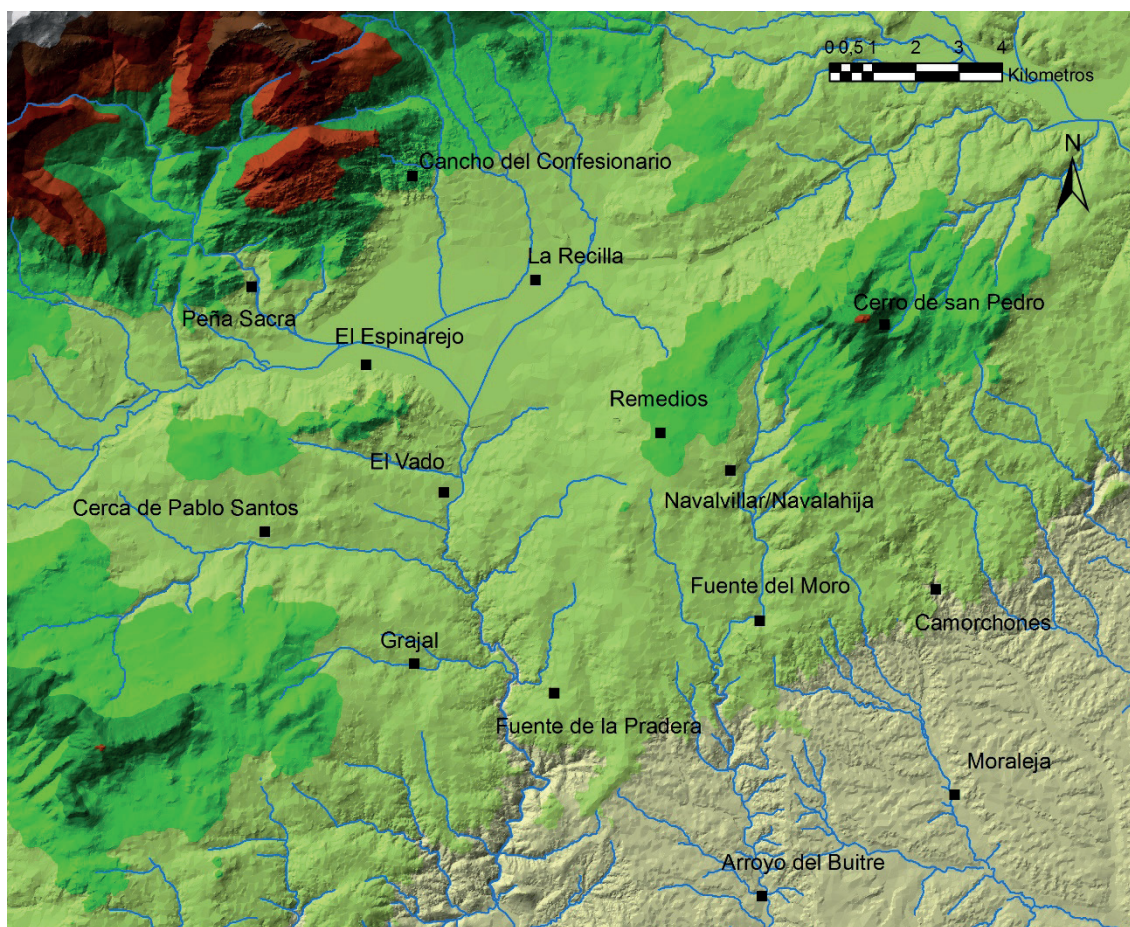 0 0,5 1 2 3 4
Kilometros
N
Cancho del Confesionario
La Recilla
Peña Sacra
Cerro de san Pedro
El Espinarejo
Remedios
El Vado
Navalvillar/Navalahija
Cerca de Pablo Santos
Fuente del Moro
Camorchones
Grajal
Fuente de la Pradera
Moraleja
Arroyo del Buitre